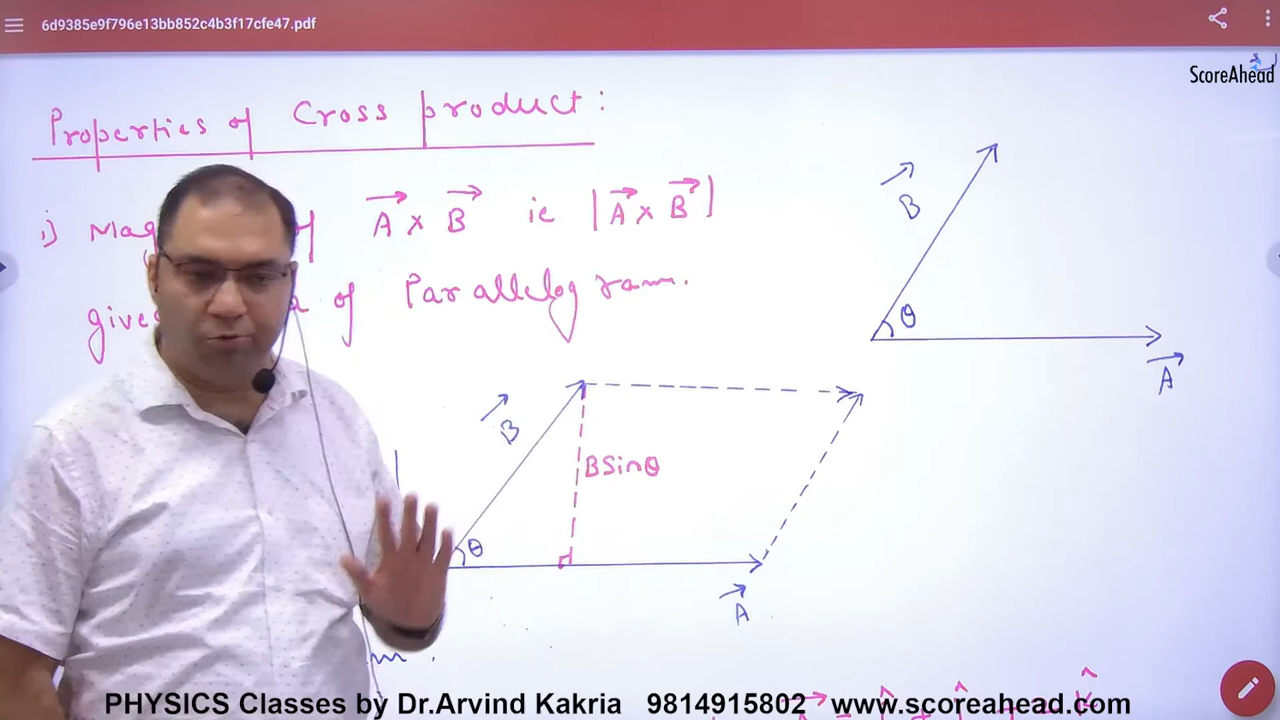 6d9385e9f796e13bb852c4b3f17cfe47.pdf
ScoreAhead
Properties of Cross product:
i) Mag of A × B ie |A × B|
give of Parallelogram.
B
θ
A
B
BSinθ
θ
A
PHYSICS Classes by Dr.Arvind Kakria 9814915802 www.scoreahead.com